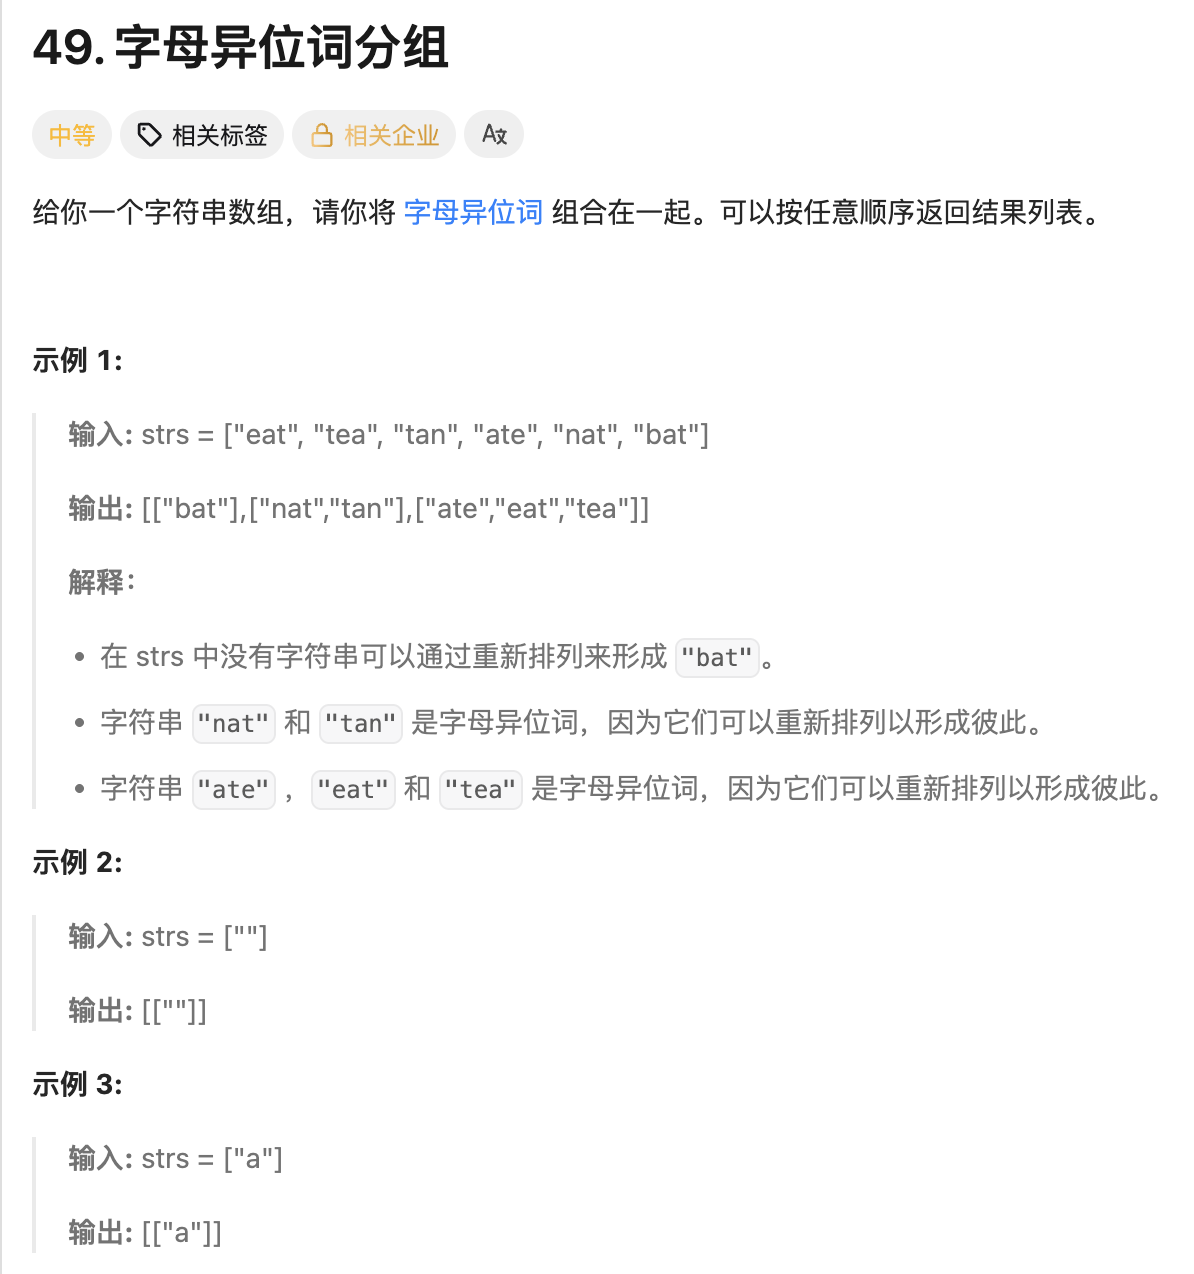 49. 字母异位词分组
中等 相关标签 相关企业 A文
给你一个字符串数组，请你将 字母异位词 组合在一起。可以按任意顺序返回结果列表。
示例 1:
输入: strs = ["eat", "tea", "tan", "ate", "nat", "bat"]
输出: [["bat"],["nat","tan"],["ate","eat","tea"]]
解释：
• 在 strs 中没有字符串可以通过重新排列来形成 "bat"。
• 字符串 "nat" 和 "tan" 是字母异位词，因为它们可以重新排列以形成彼此。
• 字符串 "ate" ，"eat" 和 "tea" 是字母异位词，因为它们可以重新排列以形成彼此。
示例 2:
输入: strs = [""]
输出: [[""]]
示例 3:
输入: strs = ["a"]
输出: [["a"]]